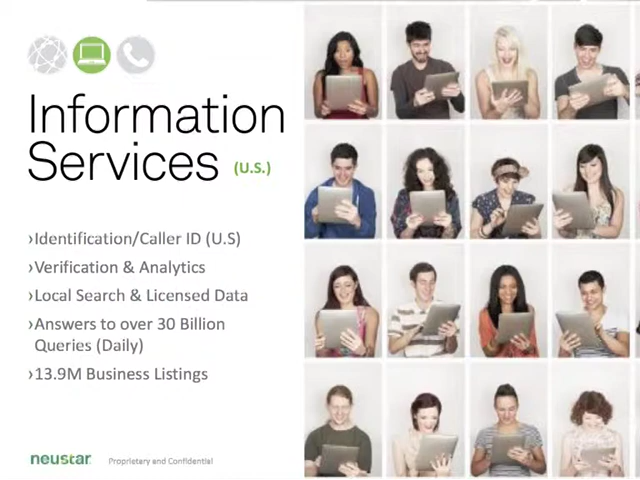 Information
Services (U.S.)
›Identification/Caller ID (U.S)
›Verification & Analytics
›Local Search & Licensed Data
›Answers to over 30 Billion
Queries (Daily)
›13.9M Business Listings
neustar Proprietary and Confidential